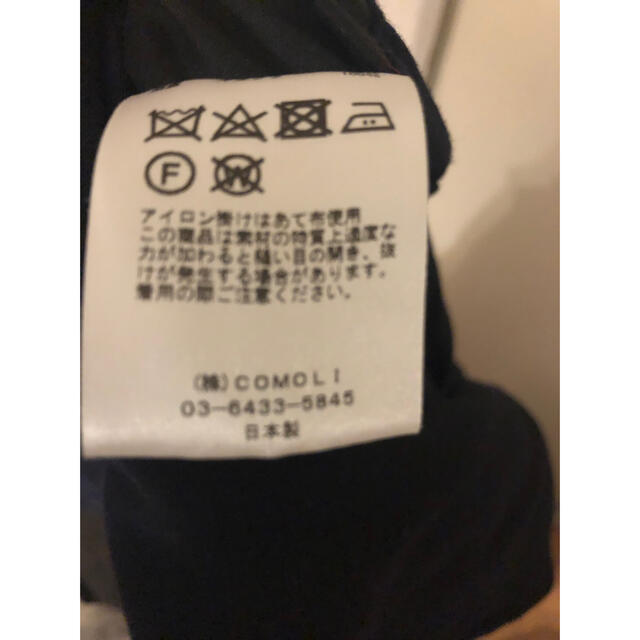 F W
アイロン掛けはあて布使用
この商品は素材の特質上過度な
力が加わると縫い目の開き、抜
けが発生する場合があります。
着用の際ご注意ください。
(株)COMOLI
03-6433-5845
日本製